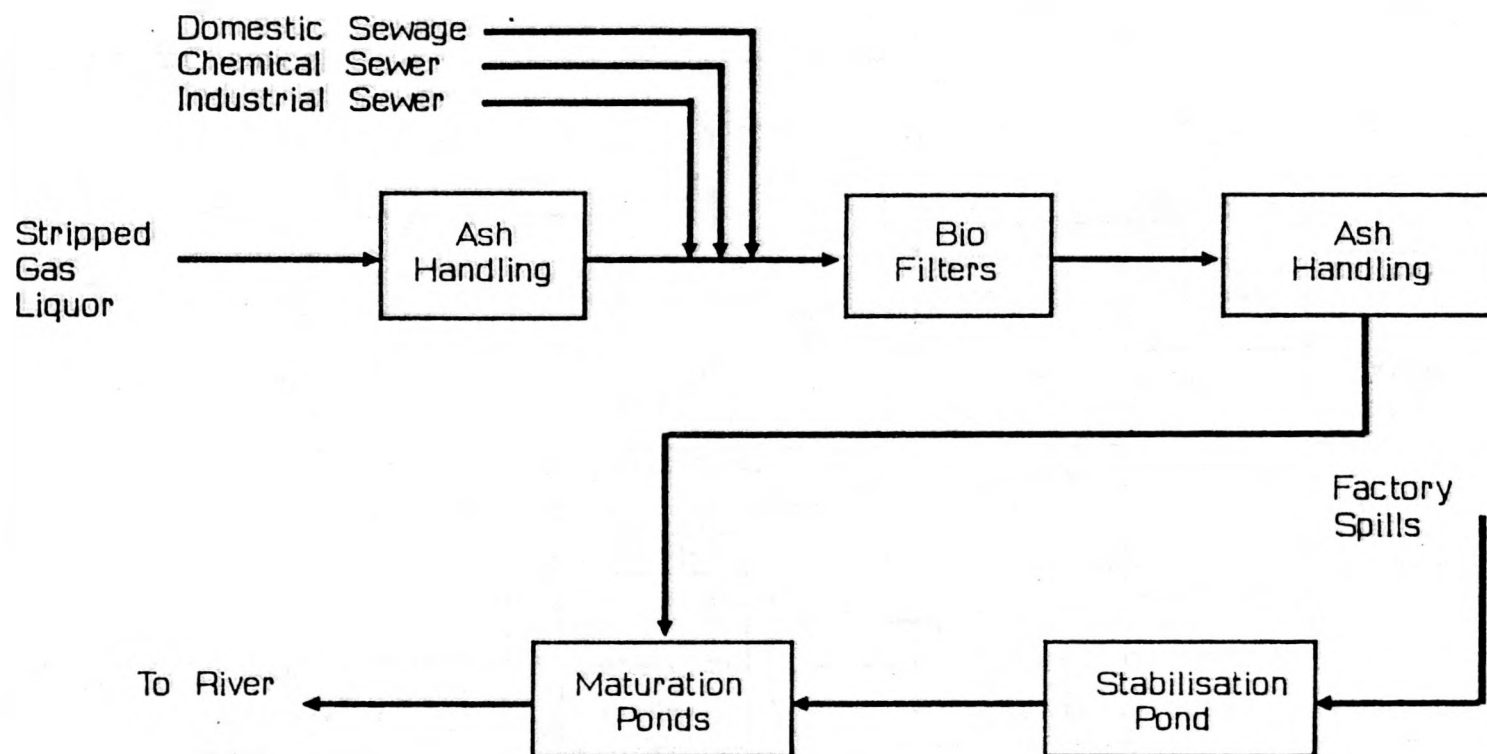 Domestic Sewage
Chemical Sewer
Industrial Sewer
Stripped
Gas
Liquor
Ash
Handling
Bio
Filters
Ash
Handling
Factory
Spills
To River
Maturation
Ponds
Stabilisation
Pond